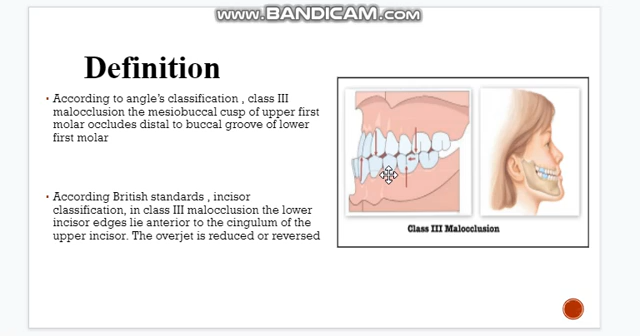 www.BANDICAM.com
Definition
• According to angle's classification , class III
malocclusion the mesiobuccal cusp of upper first
molar occludes distal to buccal groove of lower
first molar
• According British standards , incisor
classification, in class III malocclusion the lower
incisor edges lie anterior to the cingulum of the
upper incisor. The overjet is reduced or reversed
Class III Malocclusion